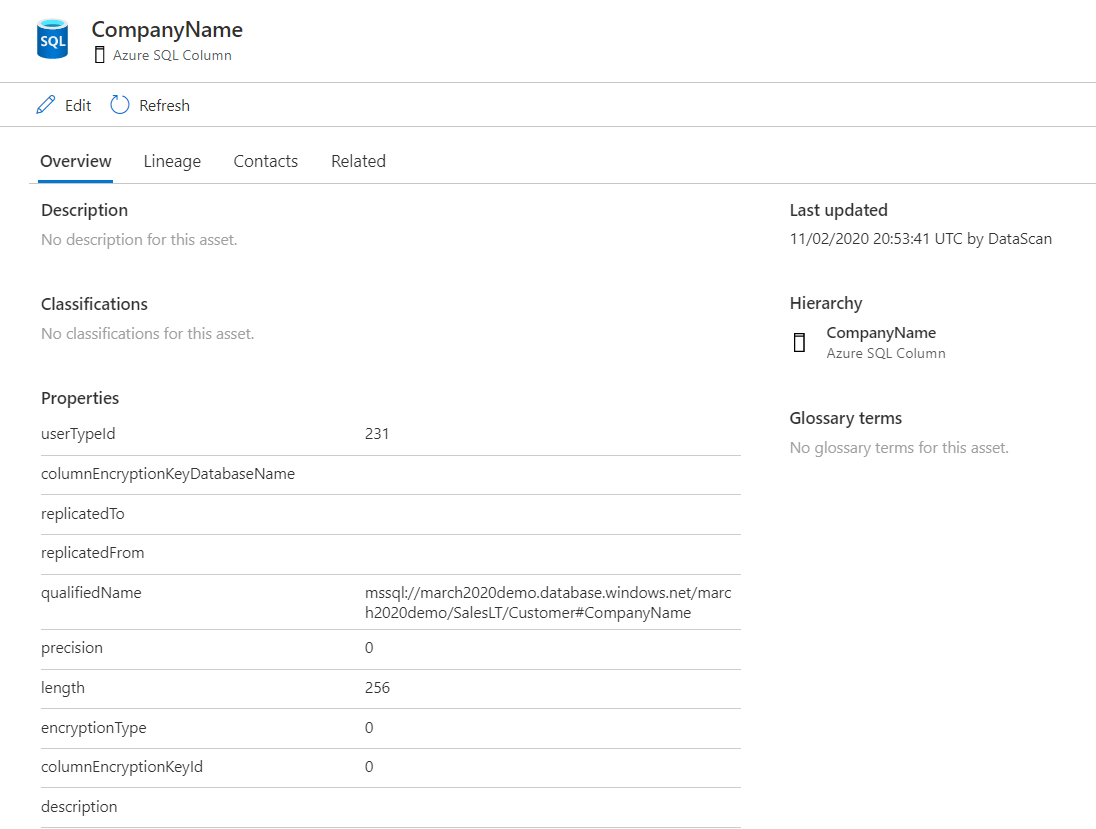 SQL
CompanyName
Azure SQL Column
Edit Refresh
Overview Lineage Contacts Related
Description
No description for this asset.
Classifications
No classifications for this asset.
Properties
userTypeId 231
columnEncryptionKeyDatabaseName
replicatedTo
replicatedFrom
qualifiedName mssql://march2020demo.database.windows.net/marc
h2020demo/SalesLT/Customer#CompanyName
precision 0
length 256
encryptionType 0
columnEncryptionKeyId 0
description
Last updated
11/02/2020 20:53:41 UTC by DataScan
Hierarchy
CompanyName
Azure SQL Column
Glossary terms
No glossary terms for this asset.